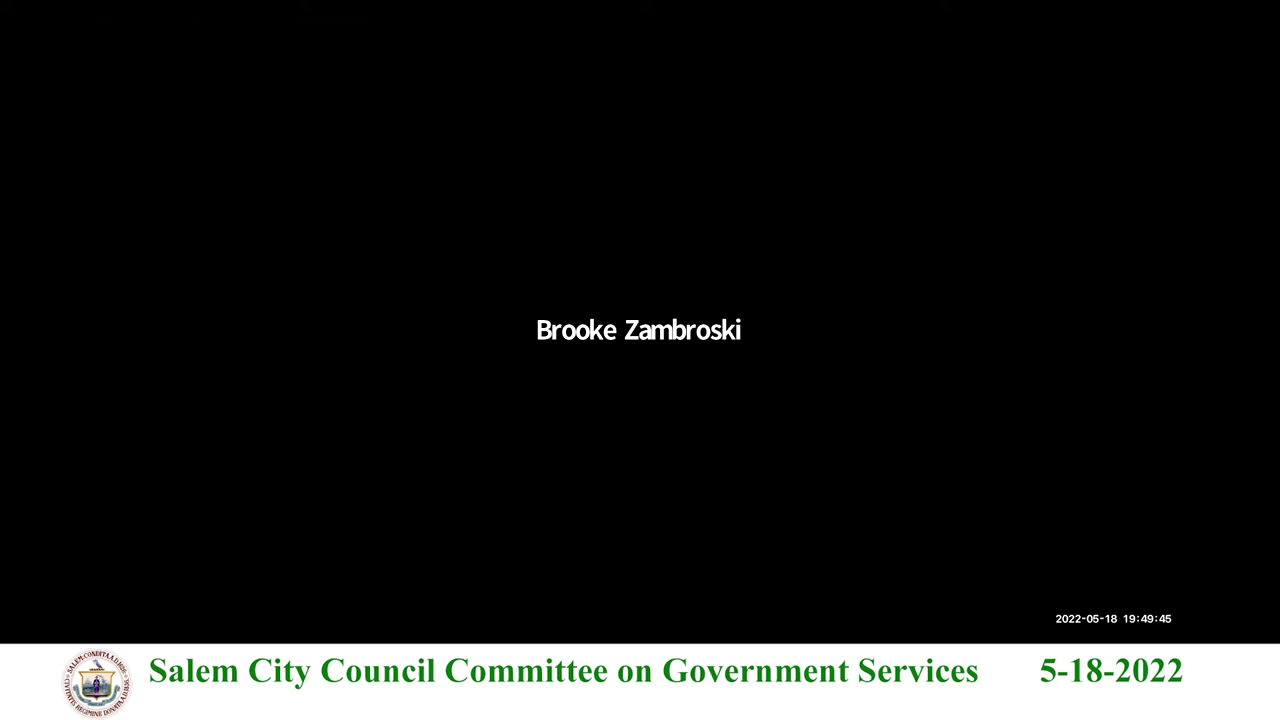 Brooke Zambroski
2022-05-18 19:49:45
Salem City Council Committee on Government Services 5-18-2022